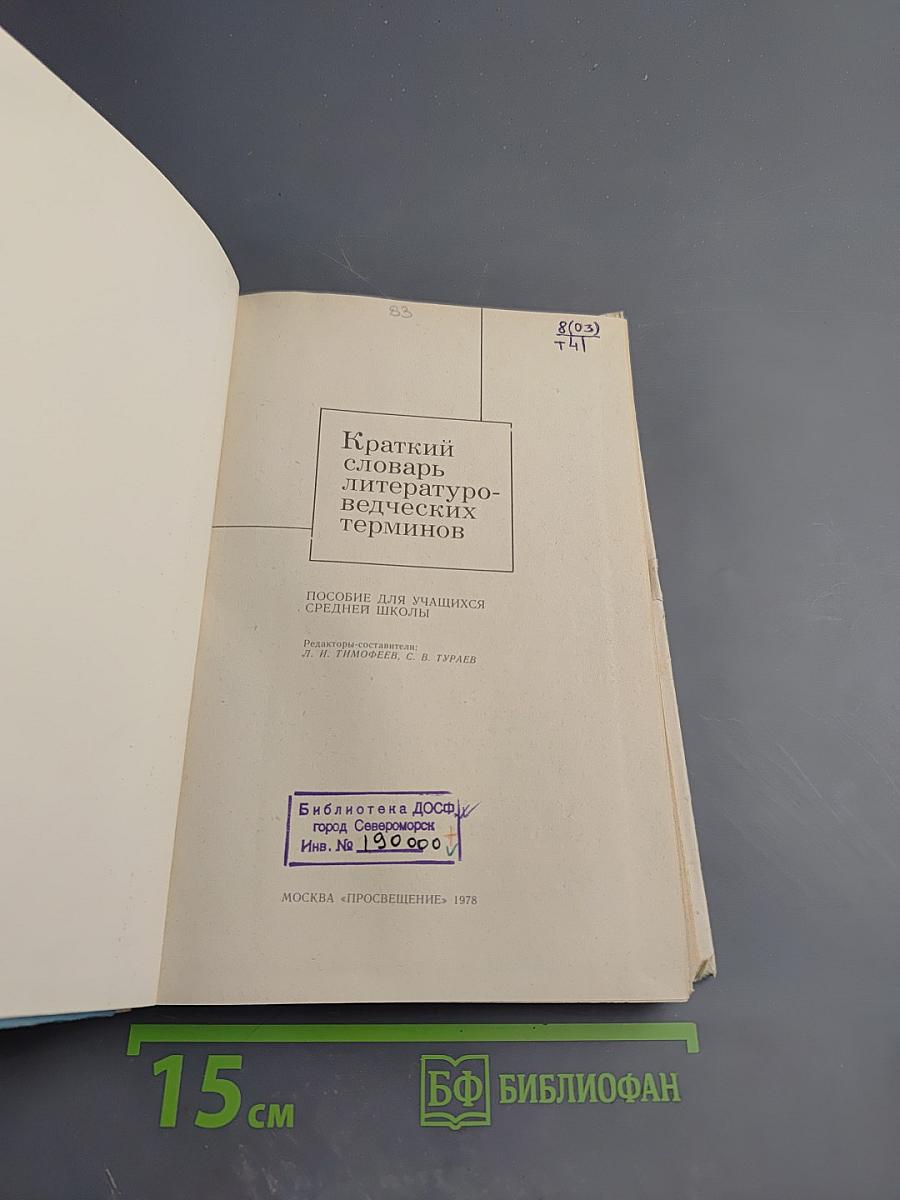 83
8(03)
Т41
Краткий
словарь
литературо-
ведческих
терминов
ПОСОБИЕ ДЛЯ УЧАЩИХСЯ
СРЕДНЕЙ ШКОЛЫ
Редакторы-составители:
Л. И. ТИМОФЕЕВ, С. В. ТУРАЕВ
Библиотека ДОСФ
город Североморск
Инв. № 190000
МОСКВА «ПРОСВЕЩЕНИЕ» 1978
15 см
БФ БИБЛИОФАН